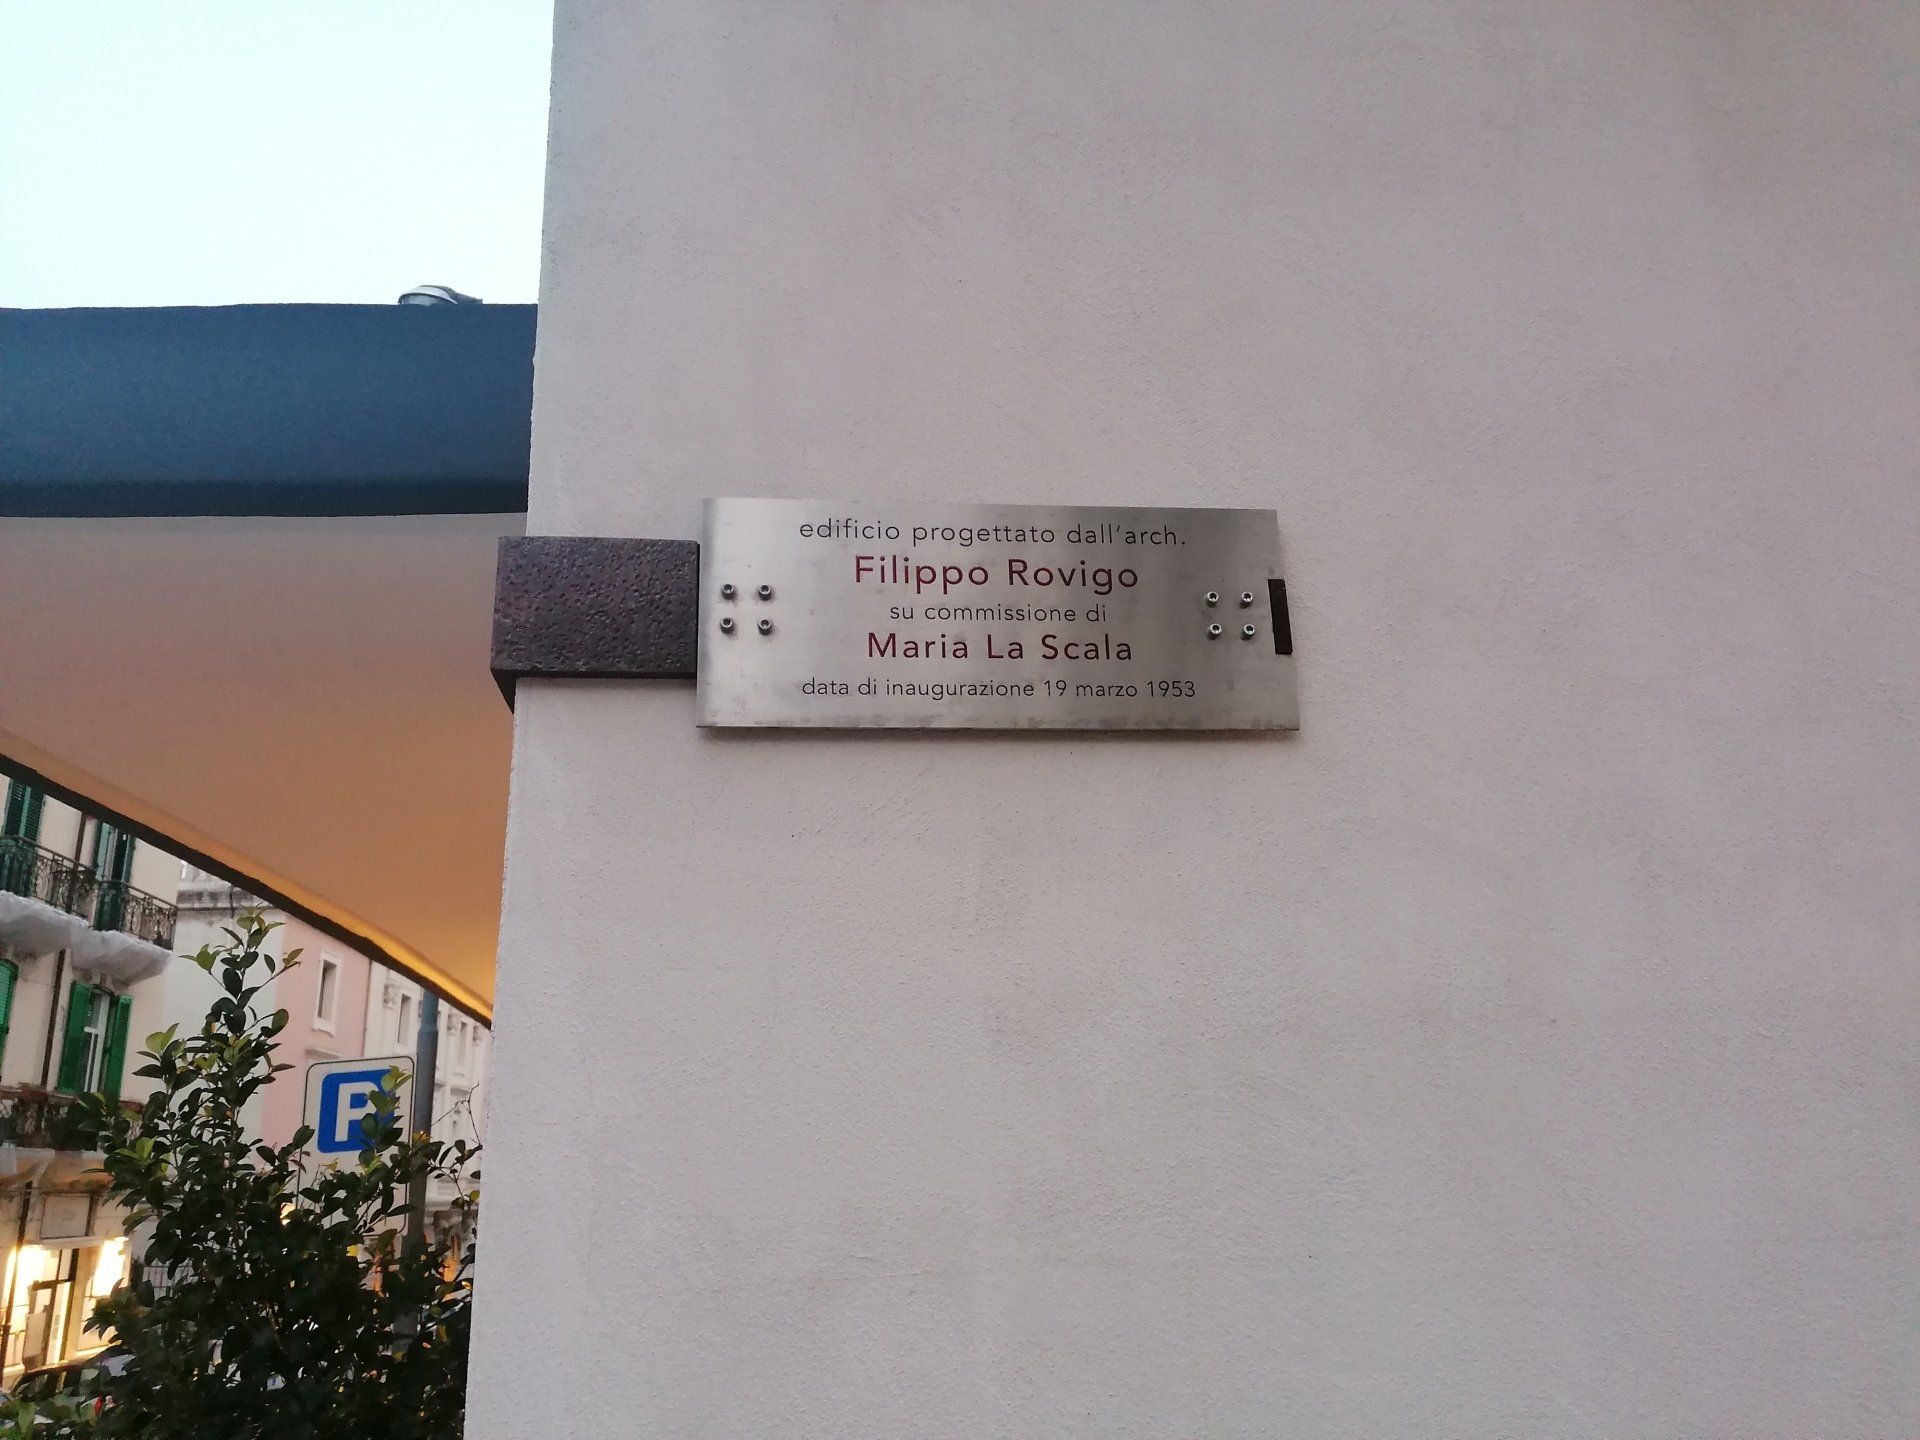 edificio progettato dall'arch.
Filippo Rovigo
su commissione di
Maria La Scala
data di inaugurazione 19 marzo 1953
P